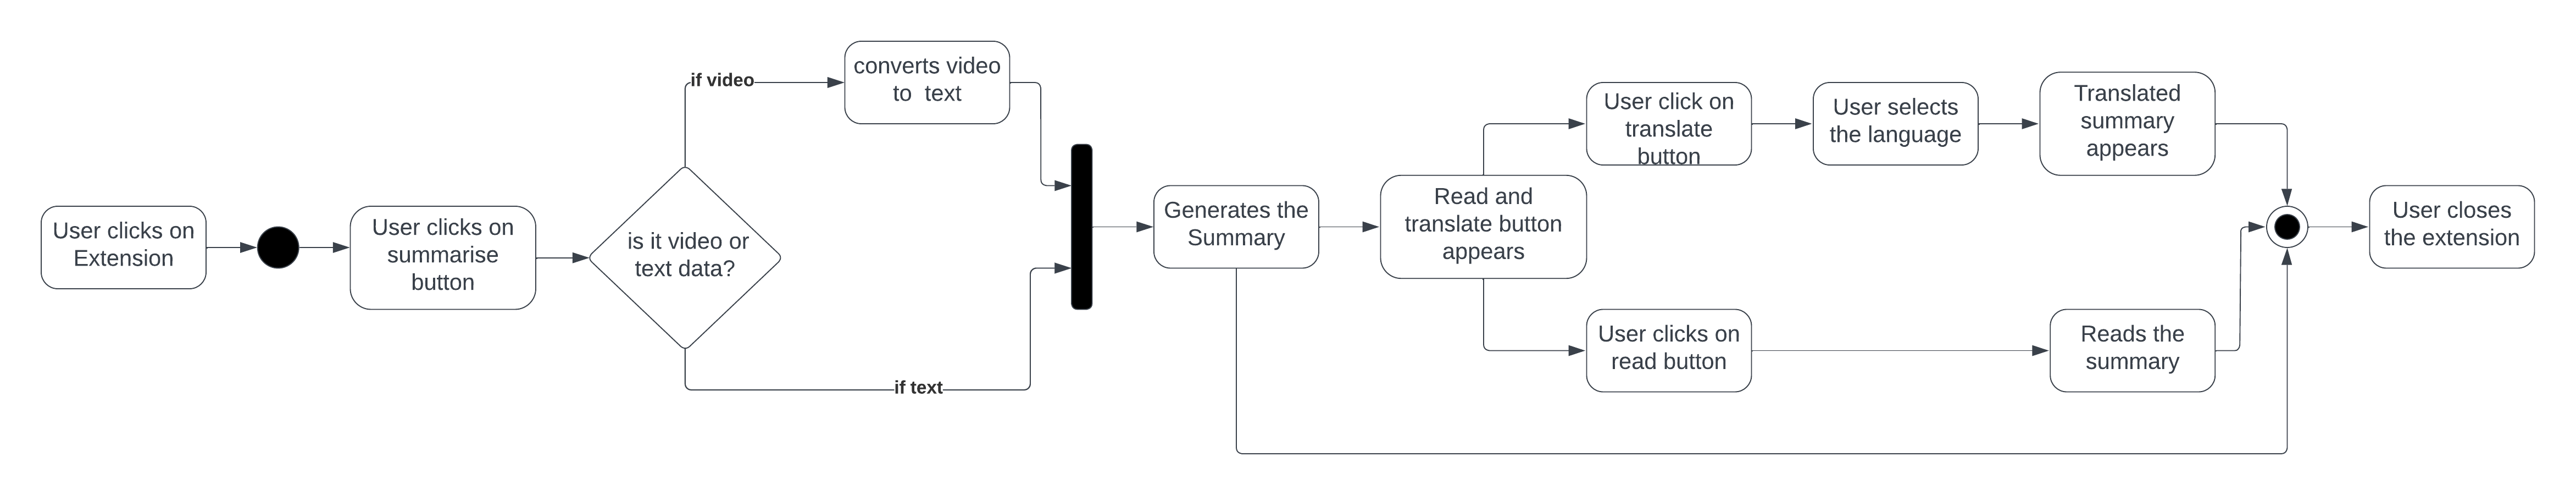 User clicks on
Extension
User clicks on
summarise
button
is it video or
text data?
if video
converts video
to  text
if text
Generates the
Summary
Read and
translate button
appears
User click on
translate
button
User selects
the language
Translated
summary
appears
User clicks on
read button
Reads the
summary
User closes
the extension